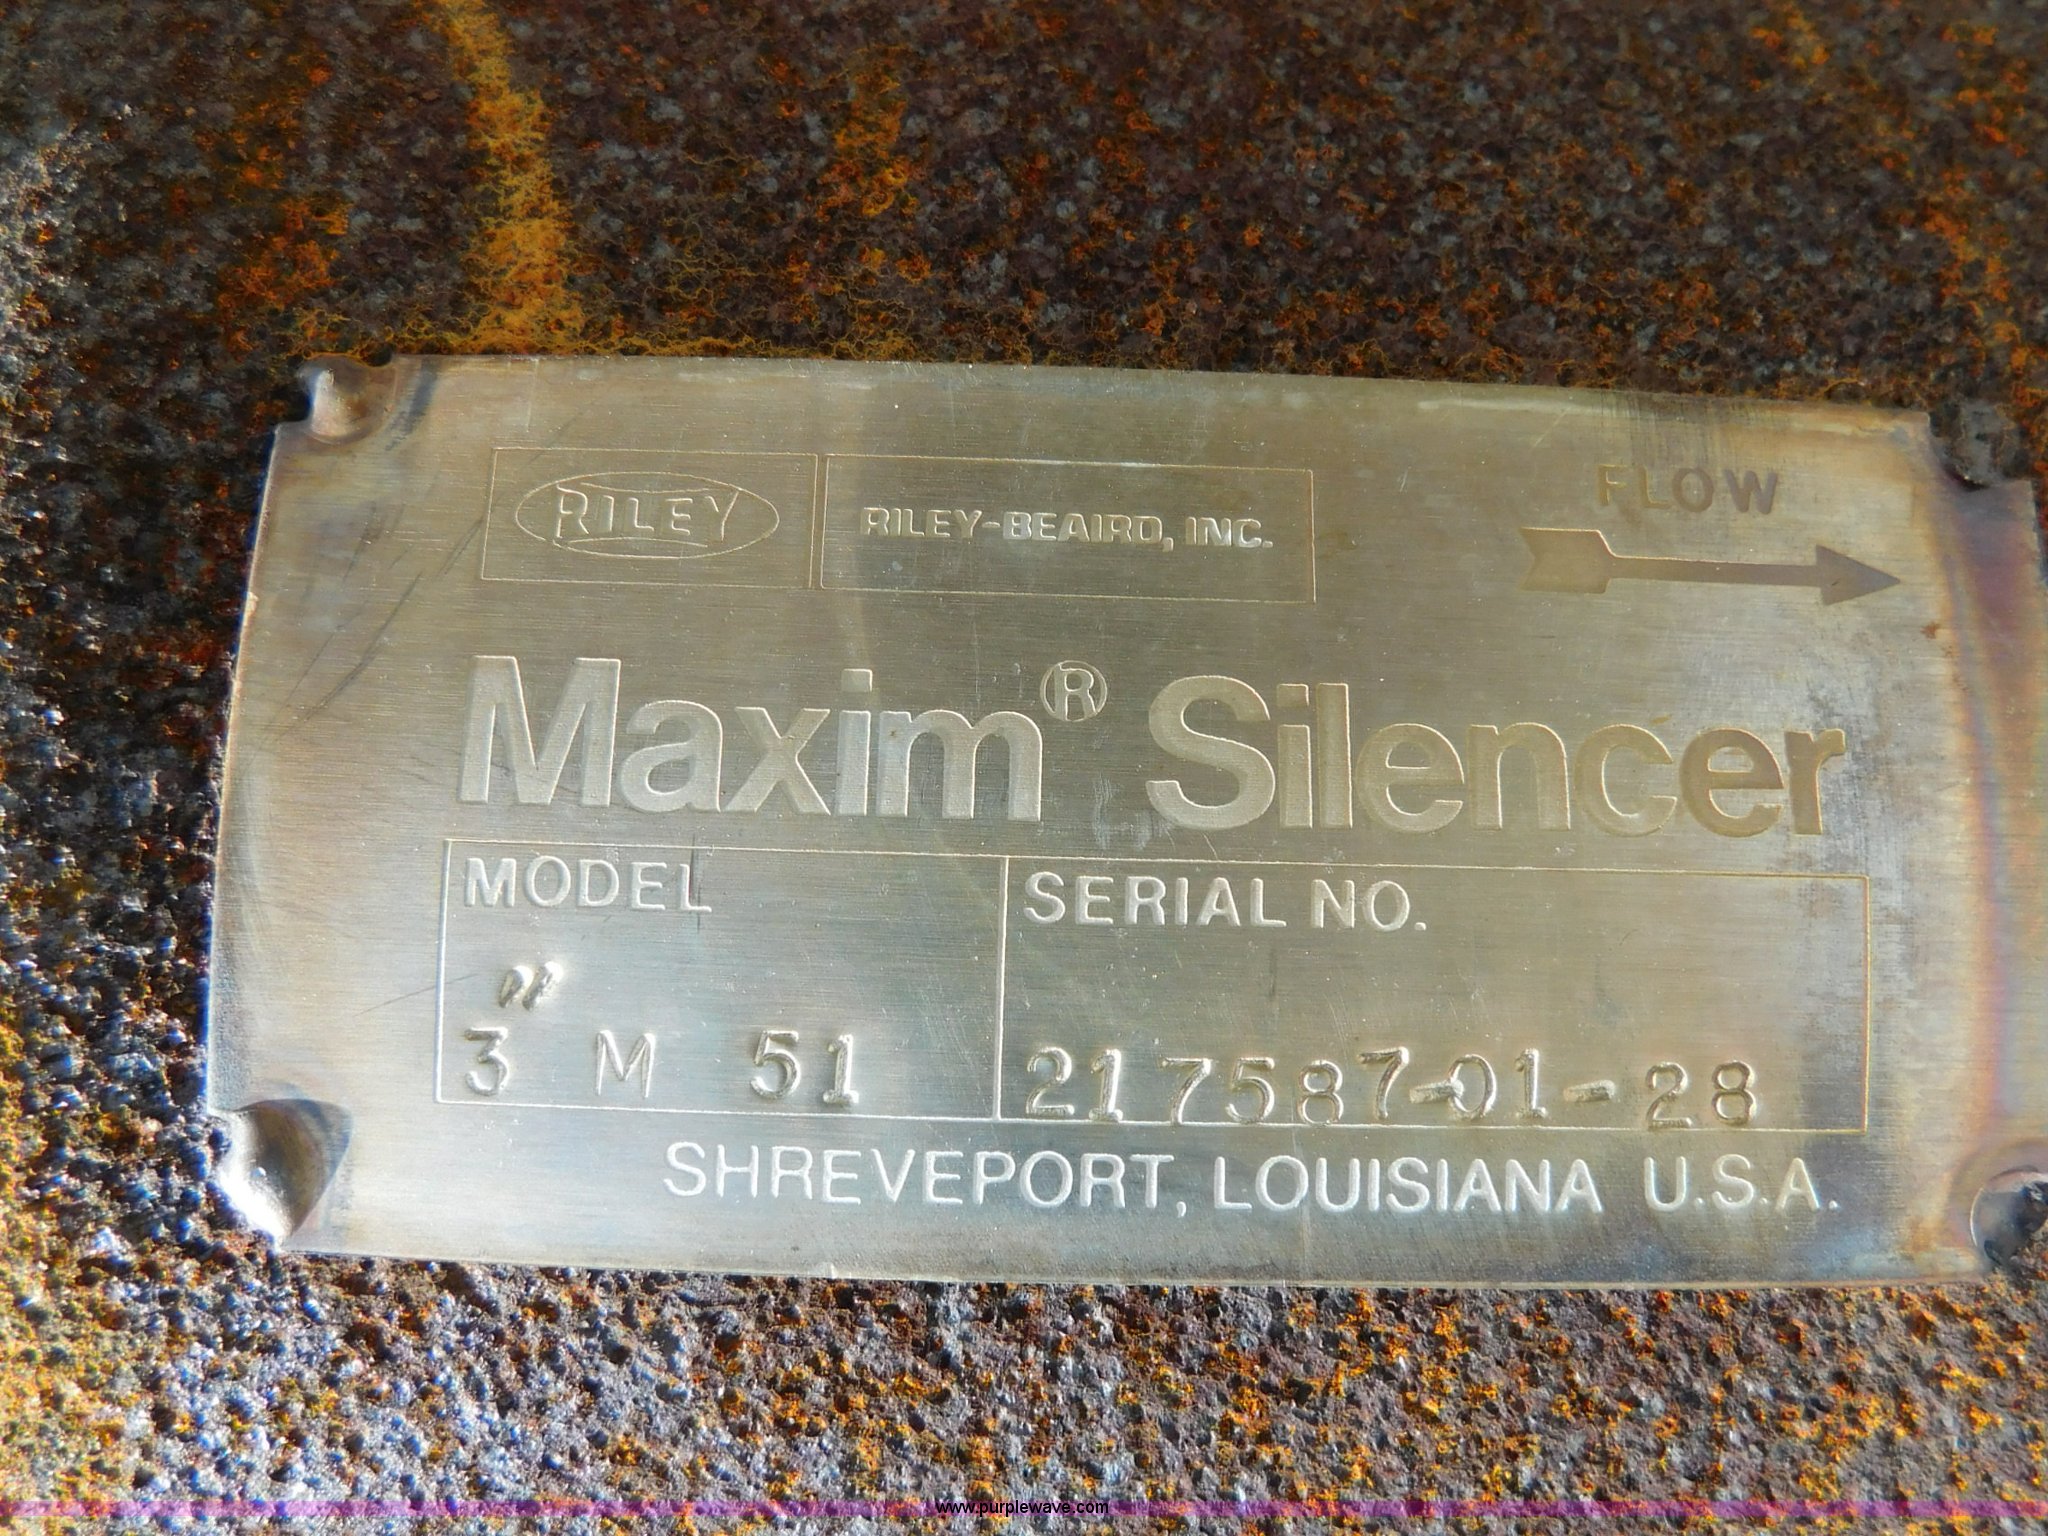 RILEY
RILEY-BEAIRD, INC.
FLOW
Maxim® Silencer
MODEL
SERIAL NO.
3" M 51
217587-01-28
SHREVEPORT, LOUISIANA U.S.A.
www.purplewave.com